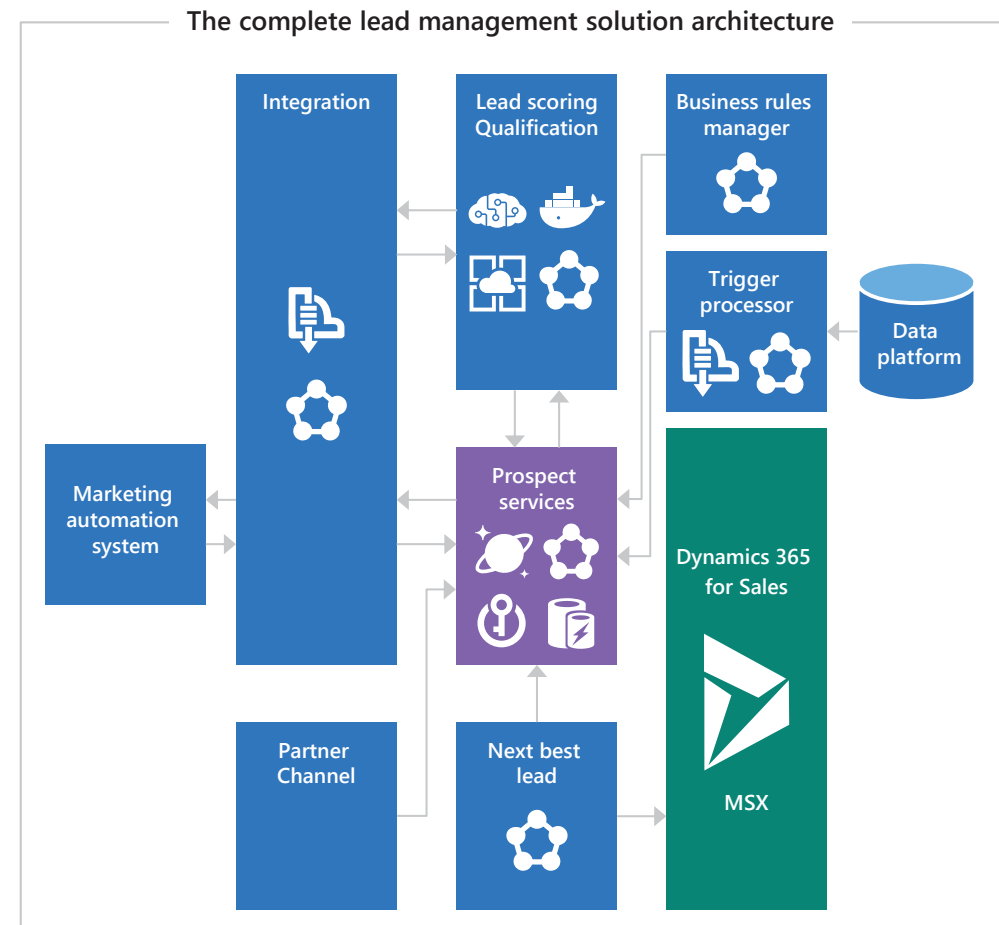 The complete lead management solution architecture
Integration
Lead scoring
Qualification
Business rules
manager
Trigger
processor
Data
platform
Marketing
automation
system
Prospect
services
Dynamics 365
for Sales
MSX
Partner
Channel
Next best
lead